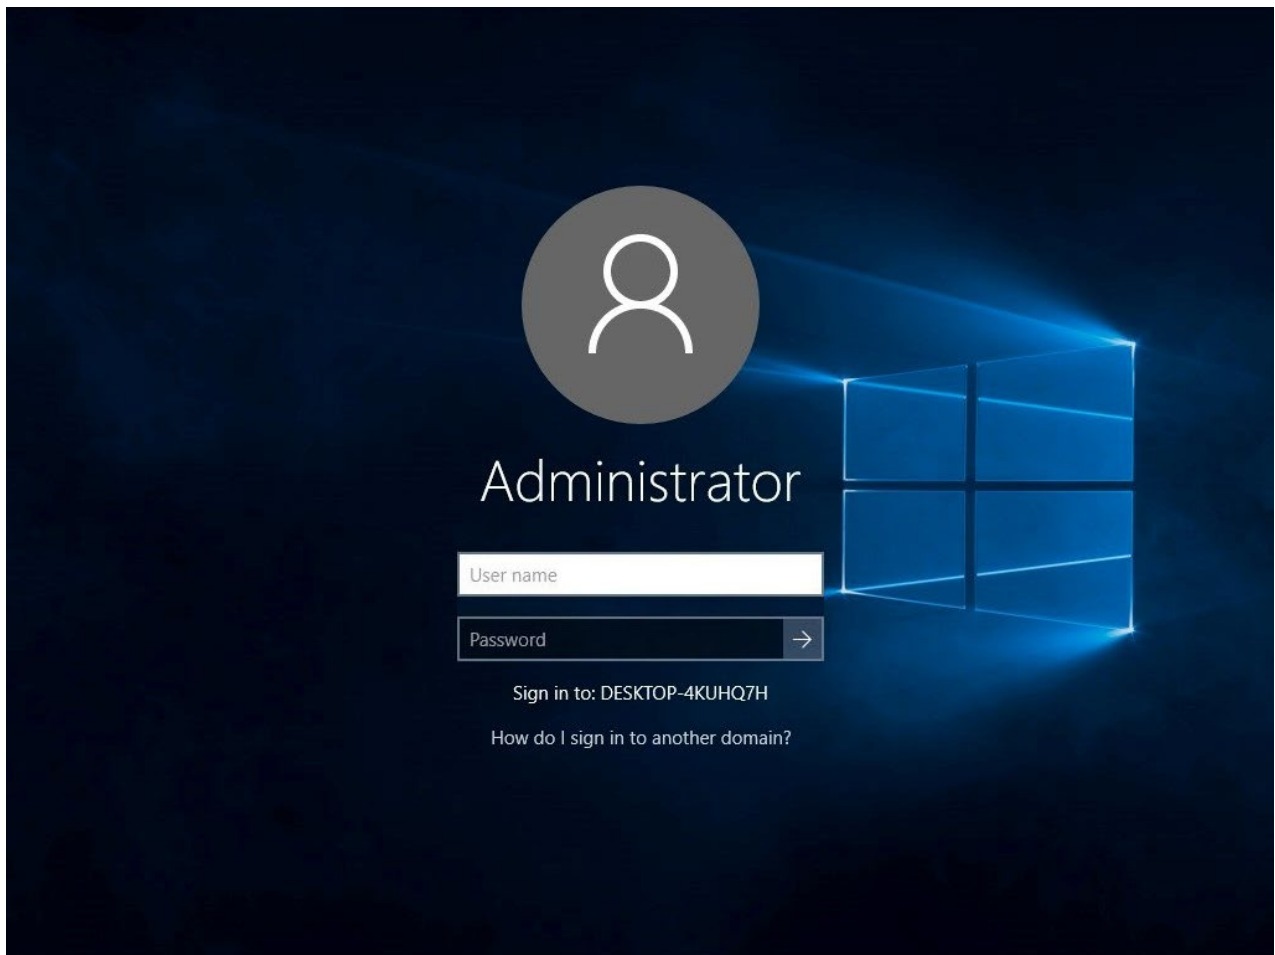 Administrator
User name
Password
Sign in to: DESKTOP-4KUHQ7H
How do I sign in to another domain?